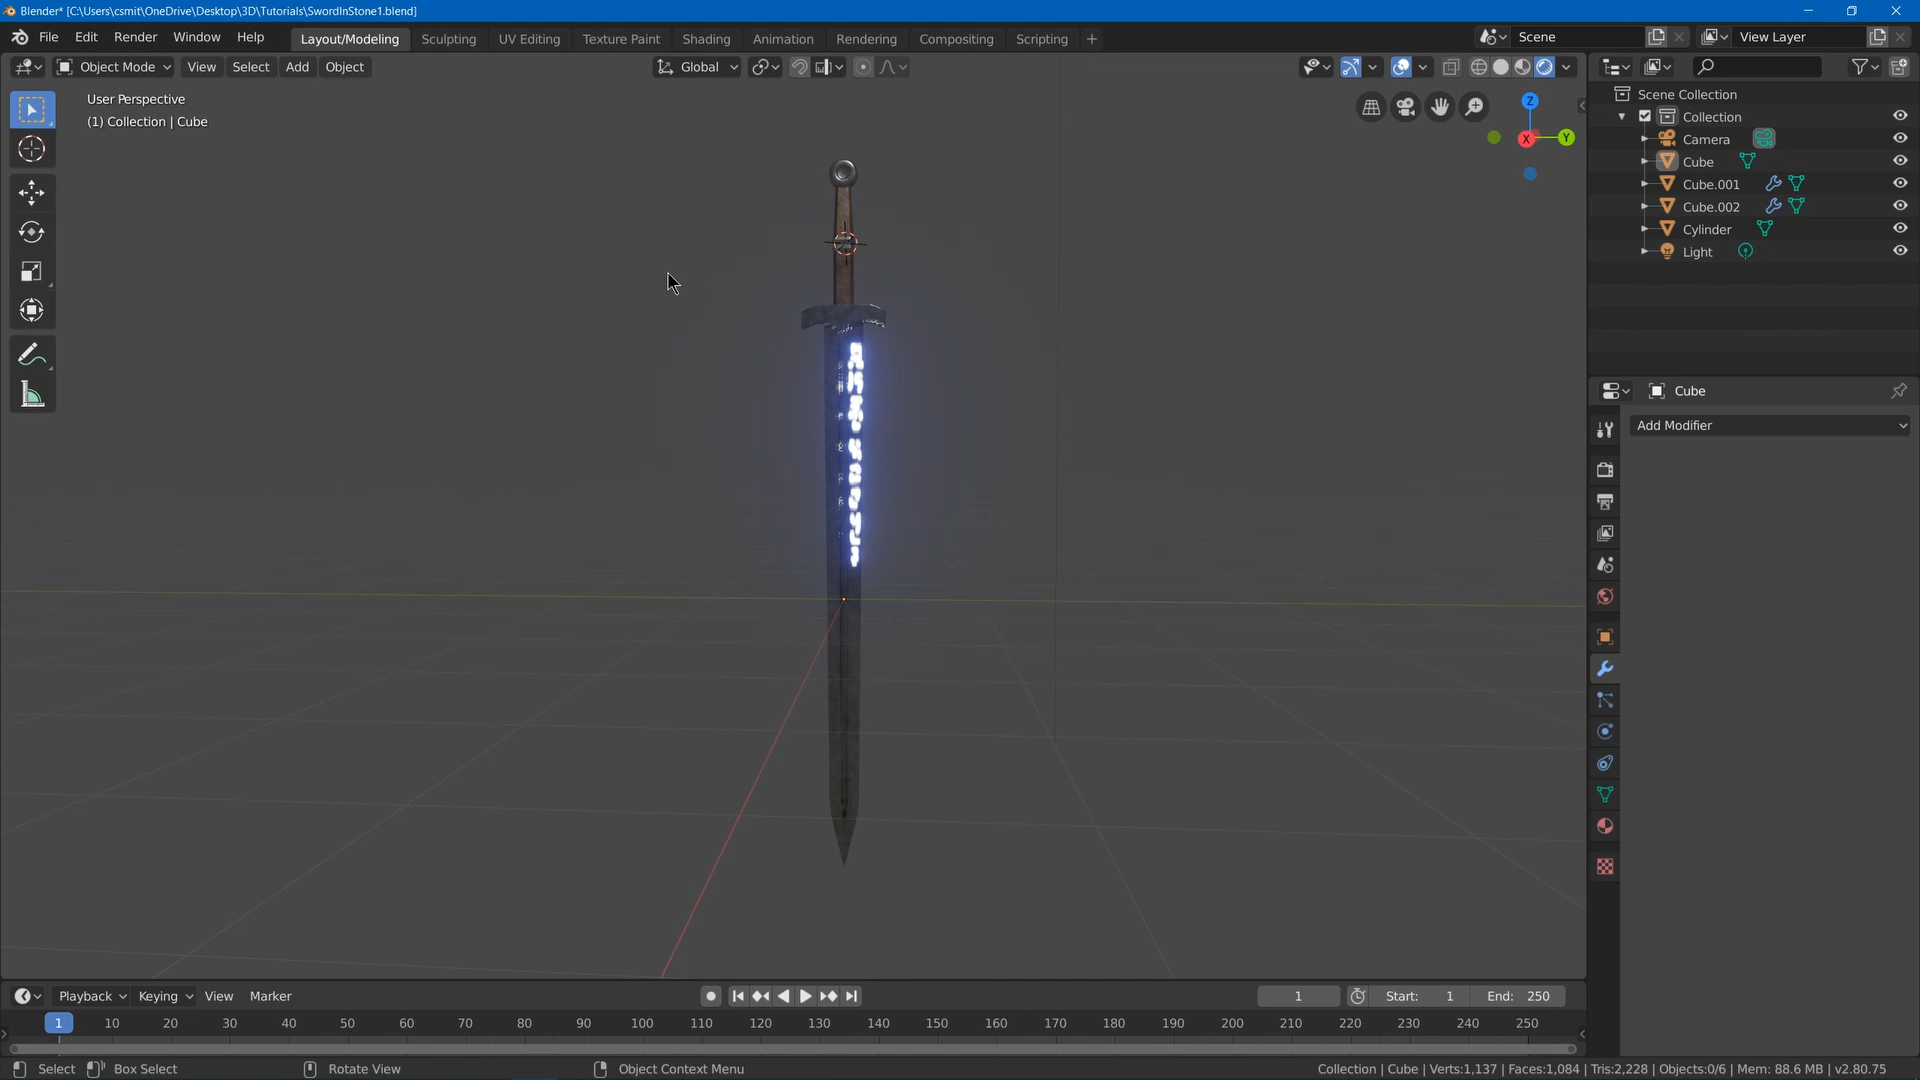 Blender* [C:\Users\csmit\OneDrive\Desktop\3D\Tutorials\SwordInStone1.blend]
File Edit Render Window Help Layout/Modeling Sculpting UV Editing Texture Paint Shading Animation Rendering Compositing Scripting + Scene View Layer
Object Mode View Select Add Object Global
User Perspective
(1) Collection | Cube
Z
X Y
Scene Collection
Collection
Camera
Cube
Cube.001
Cube.002
Cylinder
Light
Cube
Add Modifier
Playback Keying View Marker 1 Start: 1 End: 250
1 10 20 30 40 50 60 70 80 90 100 110 120 130 140 150 160 170 180 190 200 210 220 230 240 250
Select Box Select Rotate View Object Context Menu Collection | Cube | Verts:1,137 | Faces:1,084 | Tris:2,228 | Objects:0/6 | Mem: 88.6 MB | v2.80.75